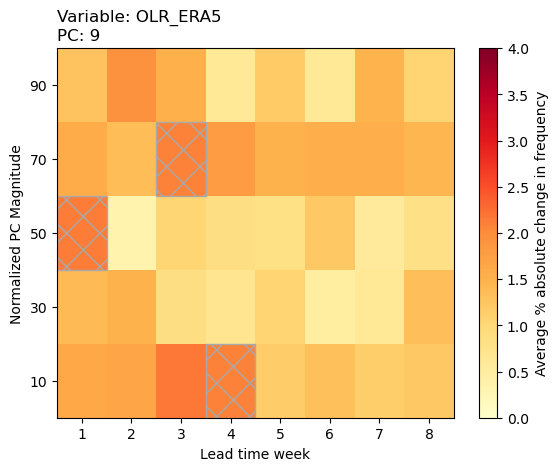 Variable: OLR_ERA5
PC: 9
Normalized PC Magnitude
90
70
50
30
10
1 2 3 4 5 6 7 8
Lead time week
4.0
3.5
3.0
2.5
2.0
1.5
1.0
0.5
0.0
Average % absolute change in frequency